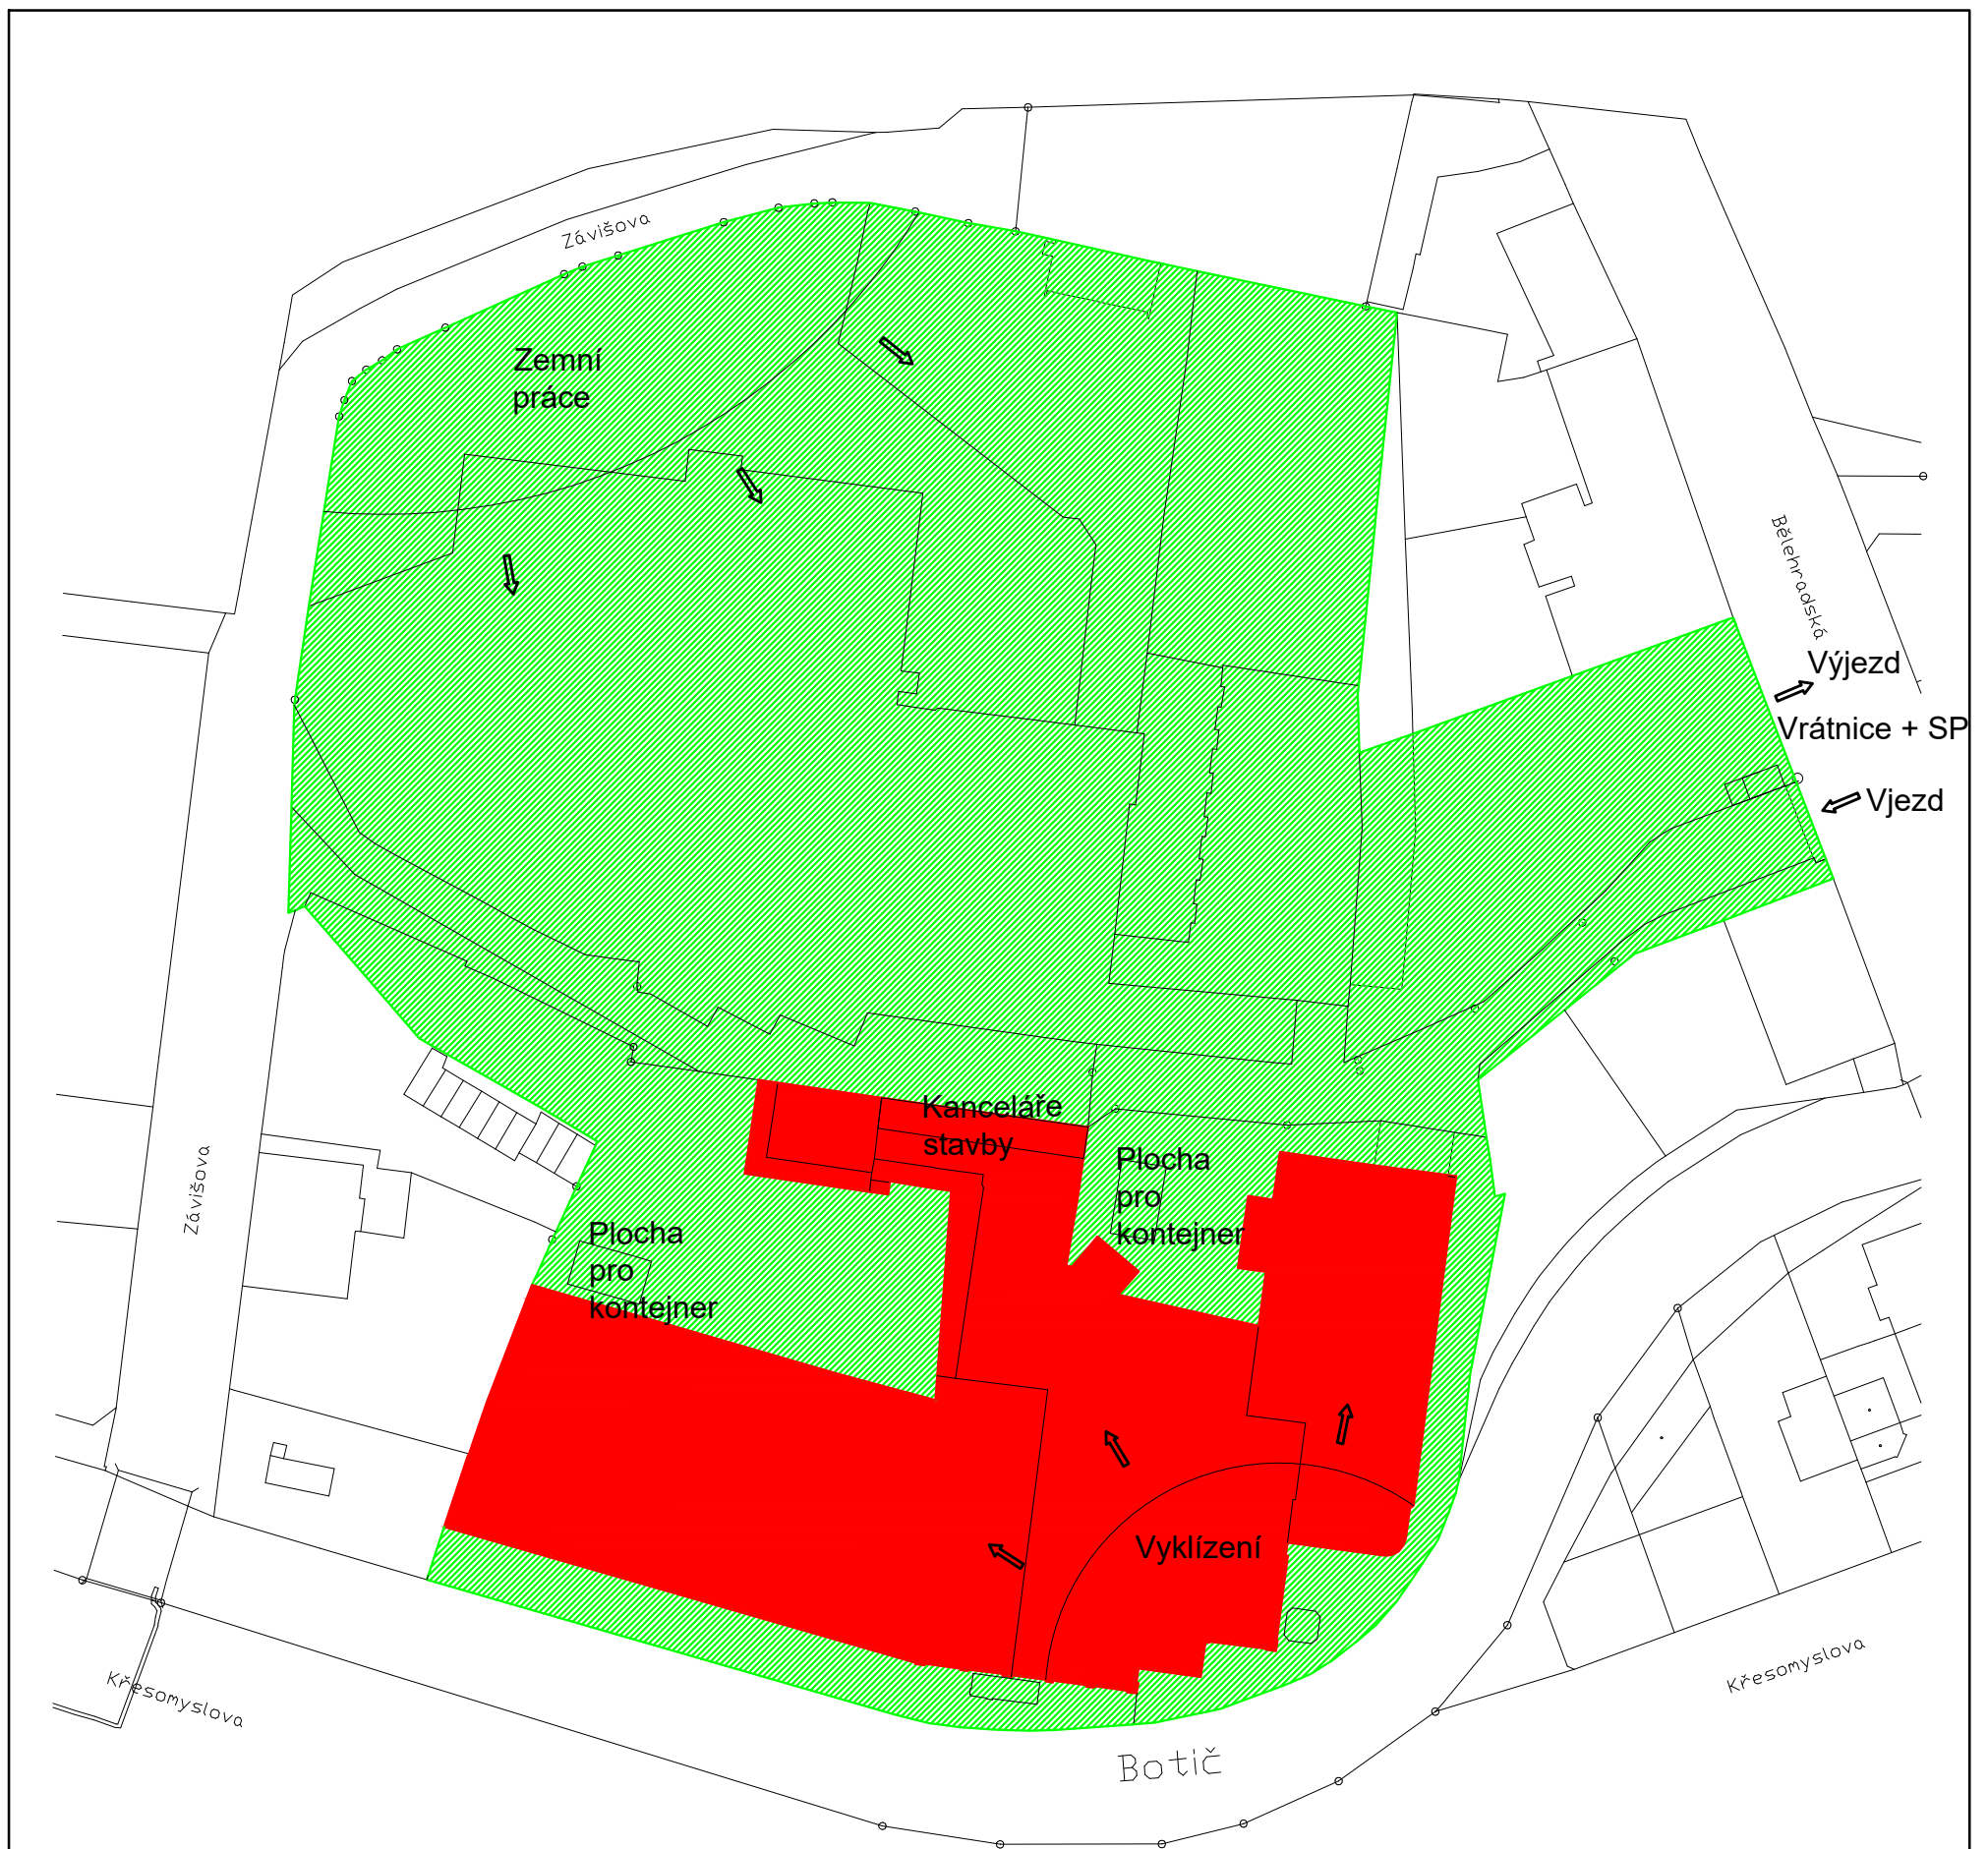 Závišova
Zemní
práce
Bělehradská
Výjezd
Vrátnice + SP
Vjezd
Kanceláře
stavby
Plocha
pro
kontejner
Plocha
pro
kontejner
Závišova
Vyklízení
Křesomyslova
Křesomyslova
Botič